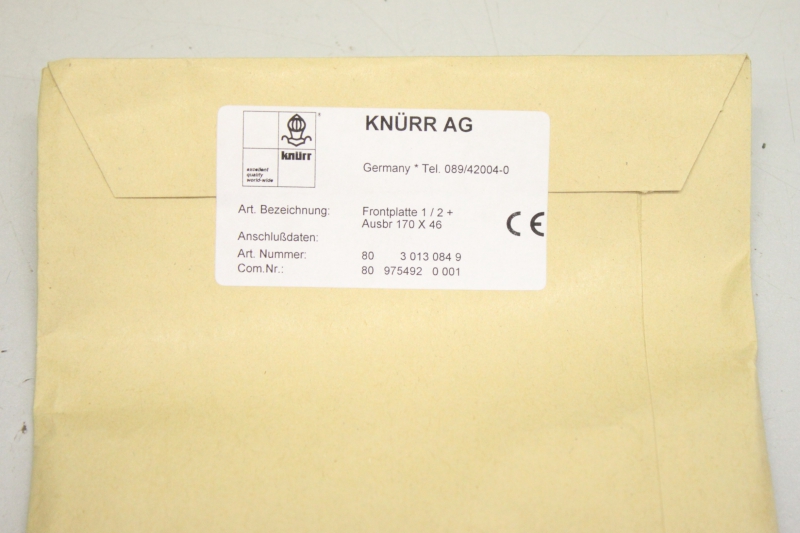 KNÜRR AG
knürr
excellent
quality
world-wide
Germany * Tel. 089/42004-0
Art. Bezeichnung: Frontplatte 1 / 2 +
Ausbr 170 X 46
Anschlußdaten:
Art. Nummer: 80 3 013 084 9
Com.Nr.: 80 975492 0 001
CE